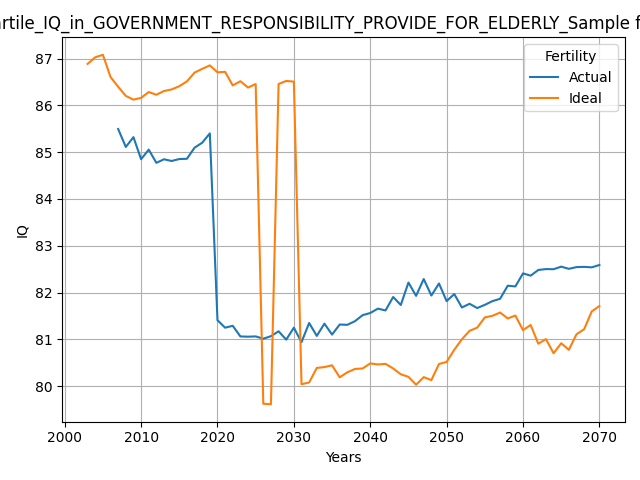 artile_IQ_in_GOVERNMENT_RESPONSIBILITY_PROVIDE_FOR_ELDERLY_Sample f
Fertility
Actual
Ideal
87
86
85
84
83
82
81
80
IQ
2000 2010 2020 2030 2040 2050 2060 2070
Years